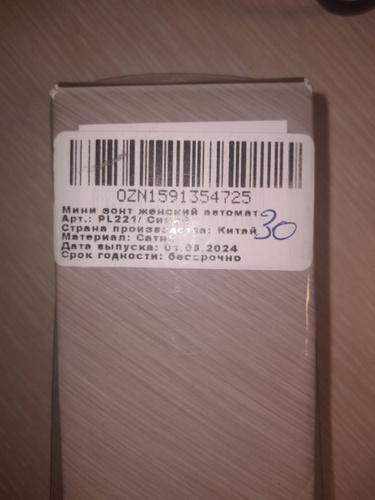 OZN1591354725
Мини зонт женский автомат
Арт.: PL221/
Страна производства: Китай
30
Материал: Сатин
Дата выпуска: 01.05.2024
Срок годности: бессрочно